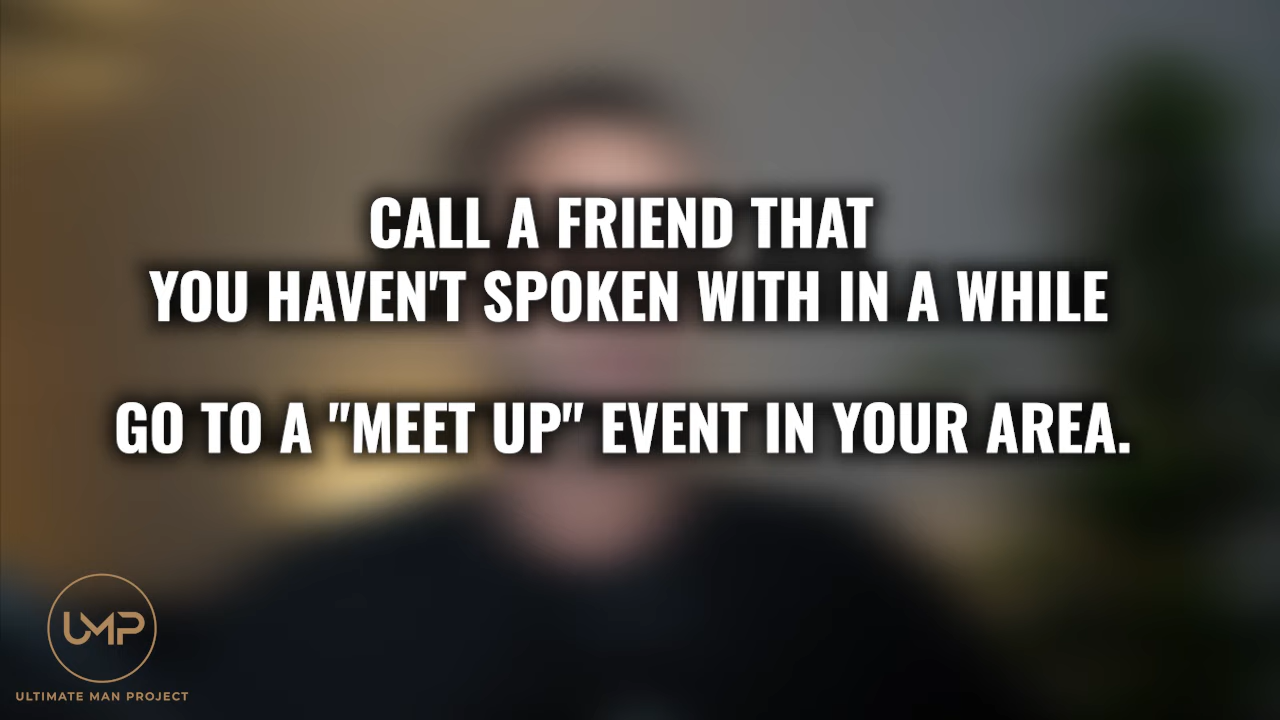 CALL A FRIEND THAT
YOU HAVEN'T SPOKEN WITH IN A WHILE
GO TO A "MEET UP" EVENT IN YOUR AREA.
UMP
ULTIMATE MAN PROJECT